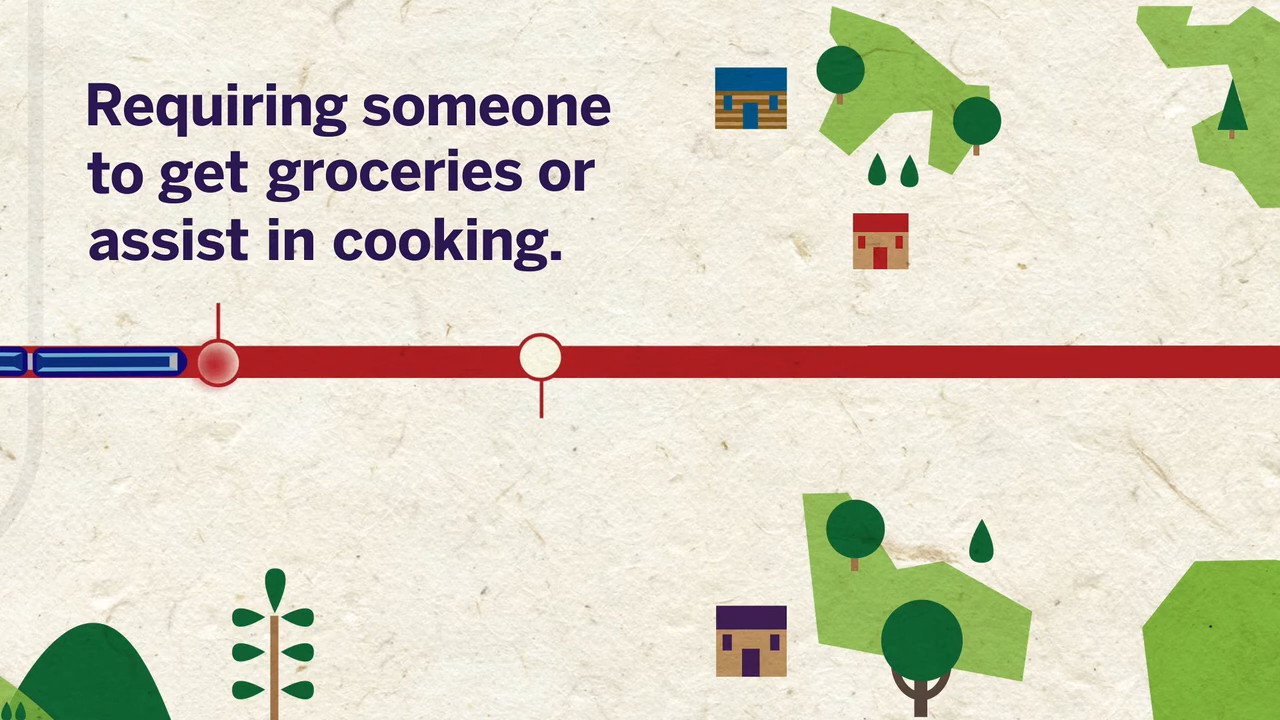 Requiring someone
to get groceries or
assist in cooking.